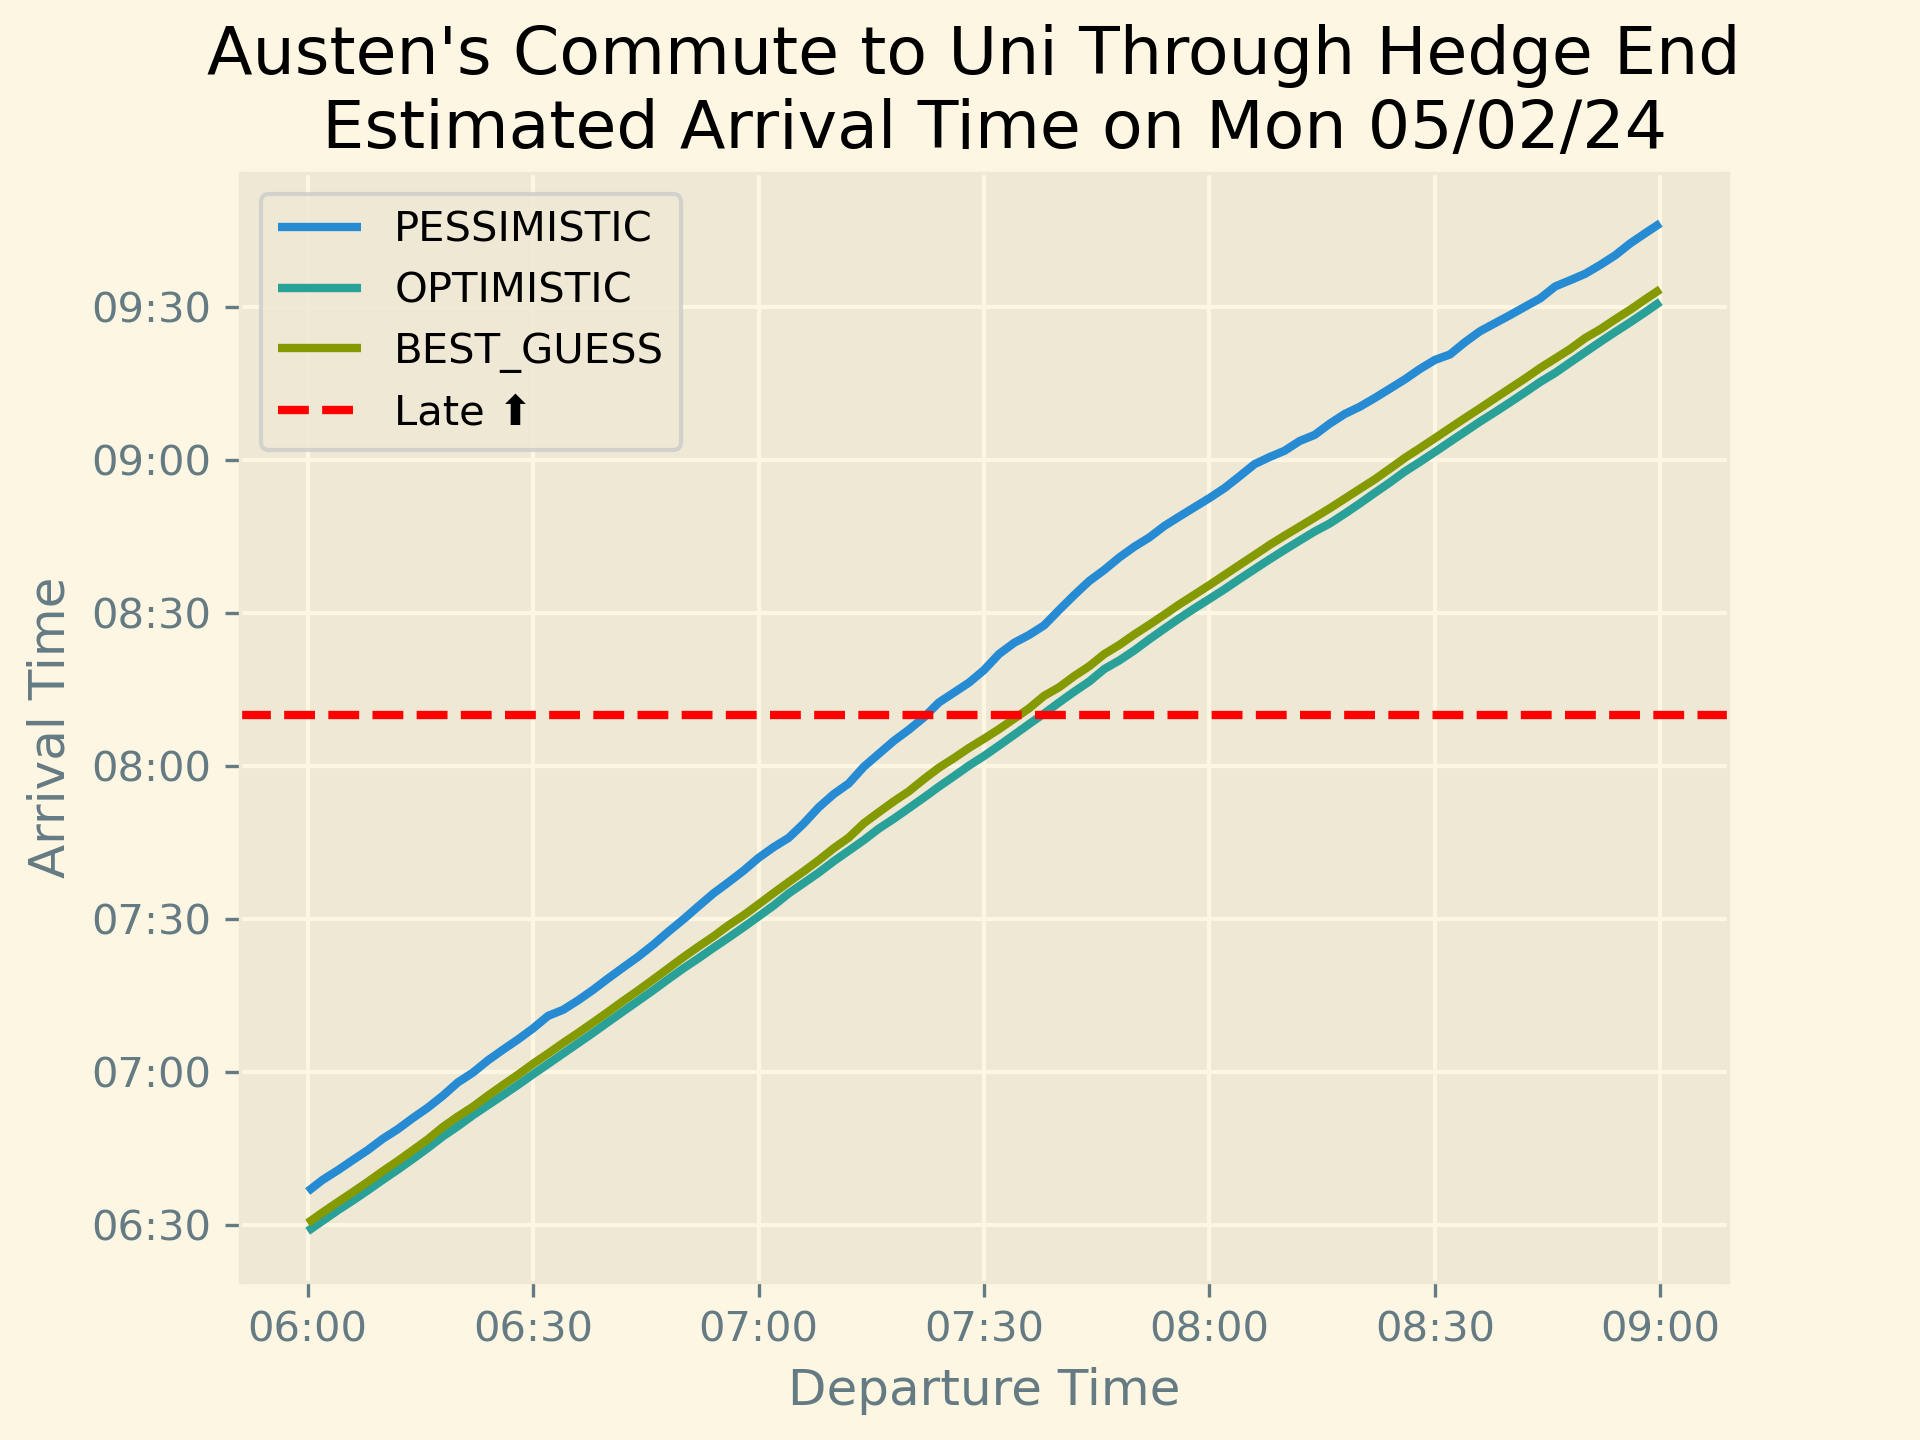 Austen's Commute to Uni Through Hedge End
Estimated Arrival Time on Mon 05/02/24
PESSIMISTIC
OPTIMISTIC
BEST_GUESS
Late ⬆
Arrival Time
09:30
09:00
08:30
08:00
07:30
07:00
06:30
06:00 06:30 07:00 07:30 08:00 08:30 09:00
Departure Time